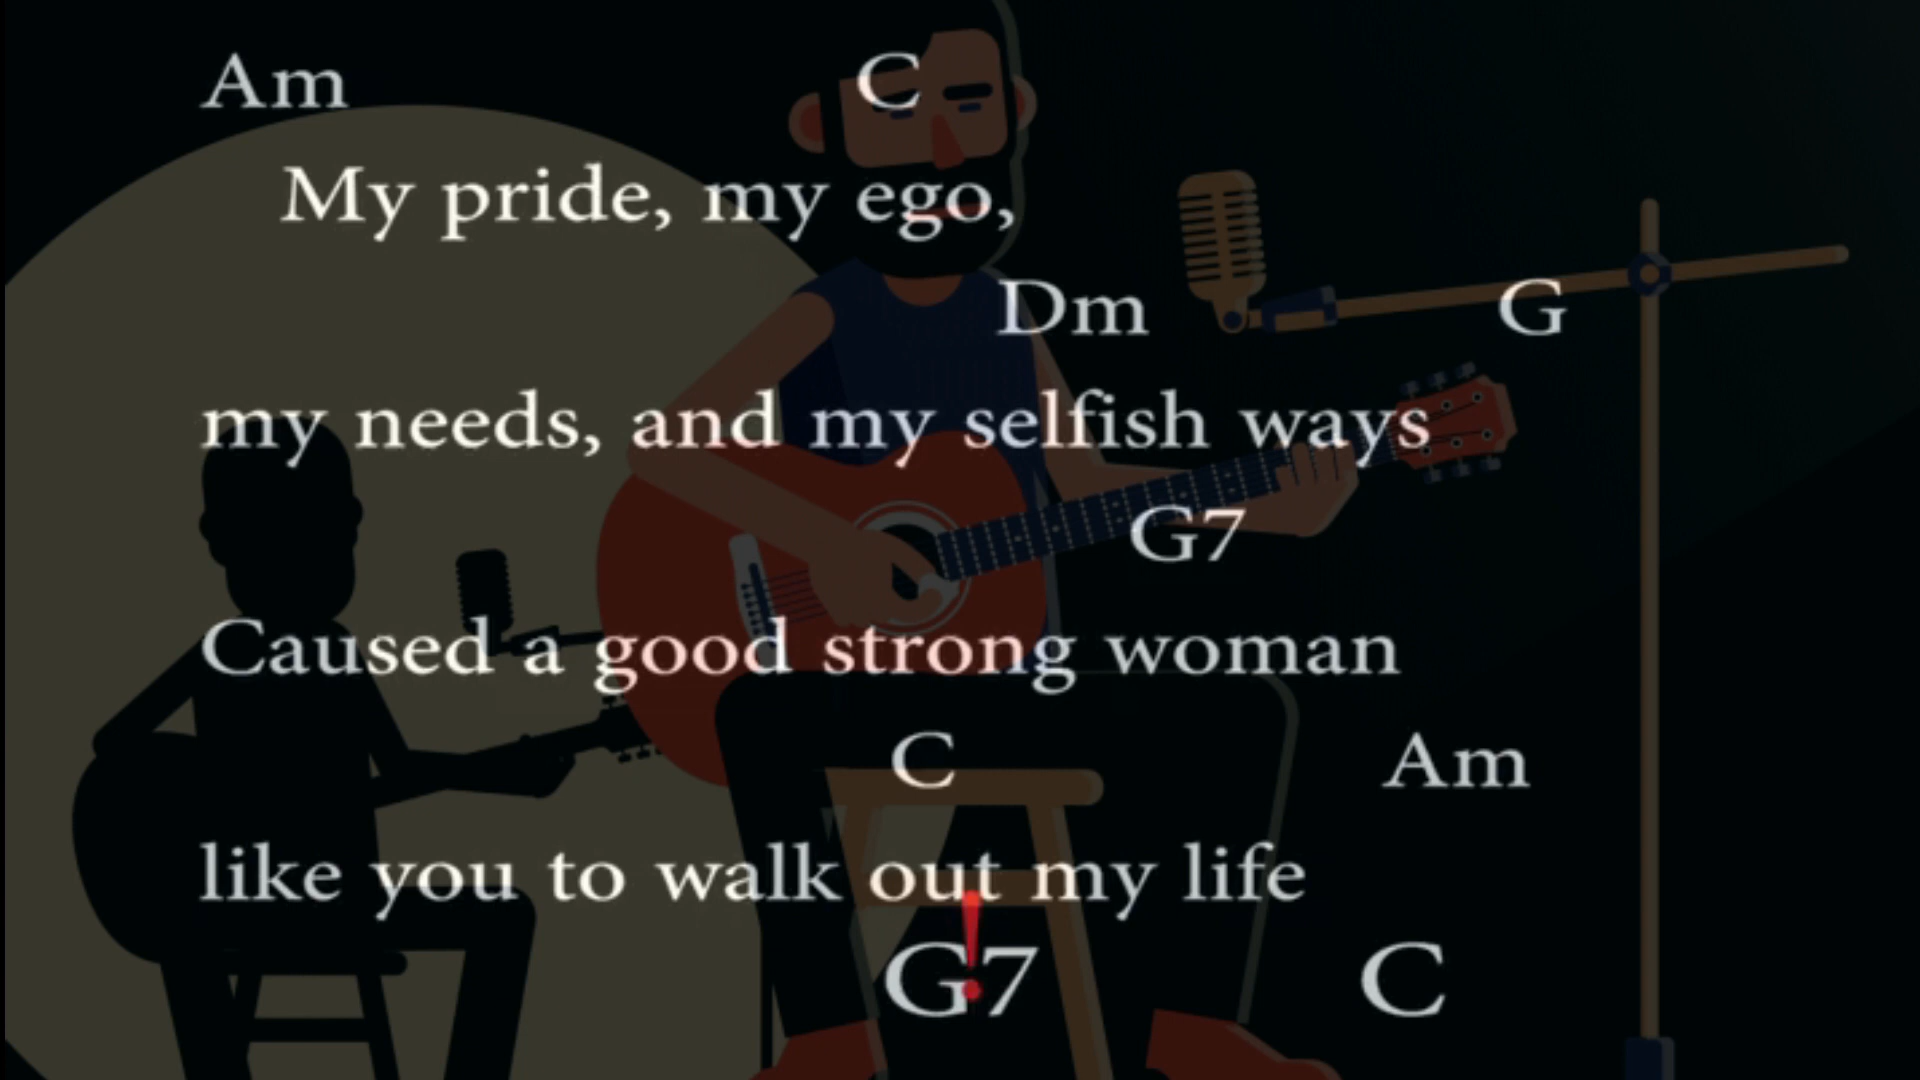 Am C
My pride, my ego,
Dm G
my needs, and my selfish ways
G7
Caused a good strong woman
C Am
like you to walk out my life
!
G7 C